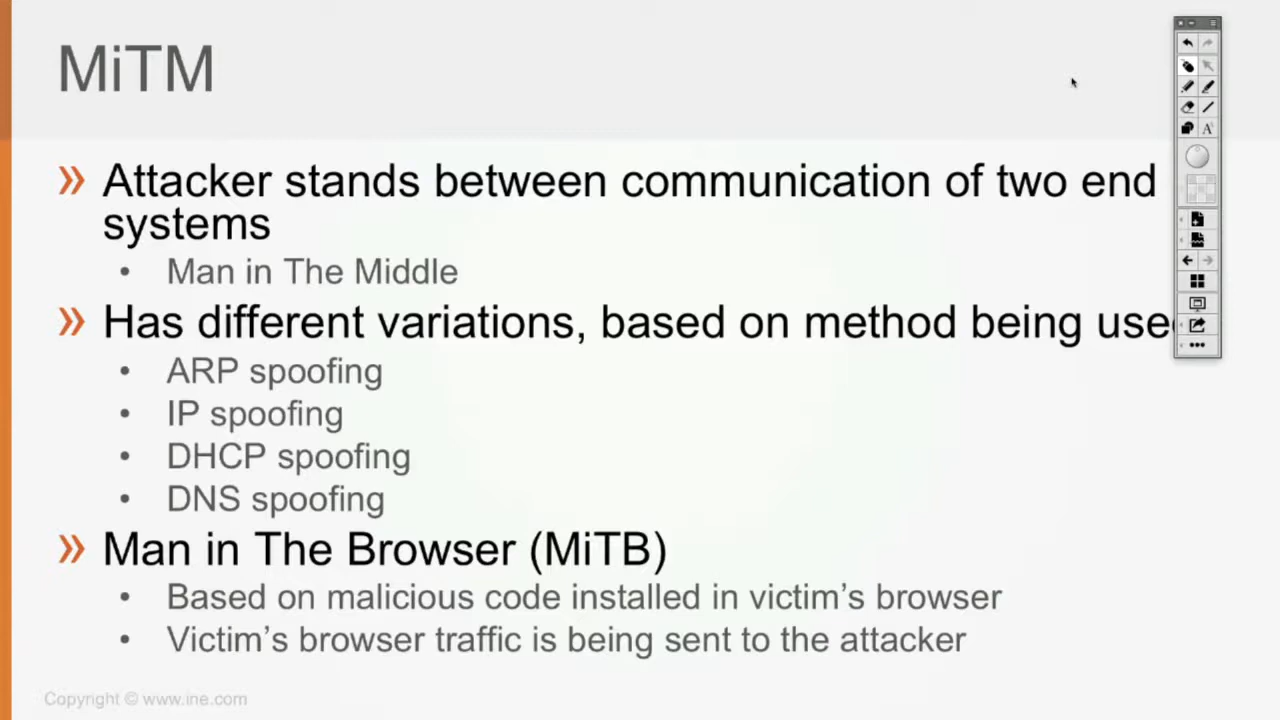 MiTM
» Attacker stands between communication of two end
systems
• Man in The Middle
» Has different variations, based on method being use
• ARP spoofing
• IP spoofing
• DHCP spoofing
• DNS spoofing
» Man in The Browser (MiTB)
• Based on malicious code installed in victim’s browser
• Victim’s browser traffic is being sent to the attacker
Copyright © www.ine.com